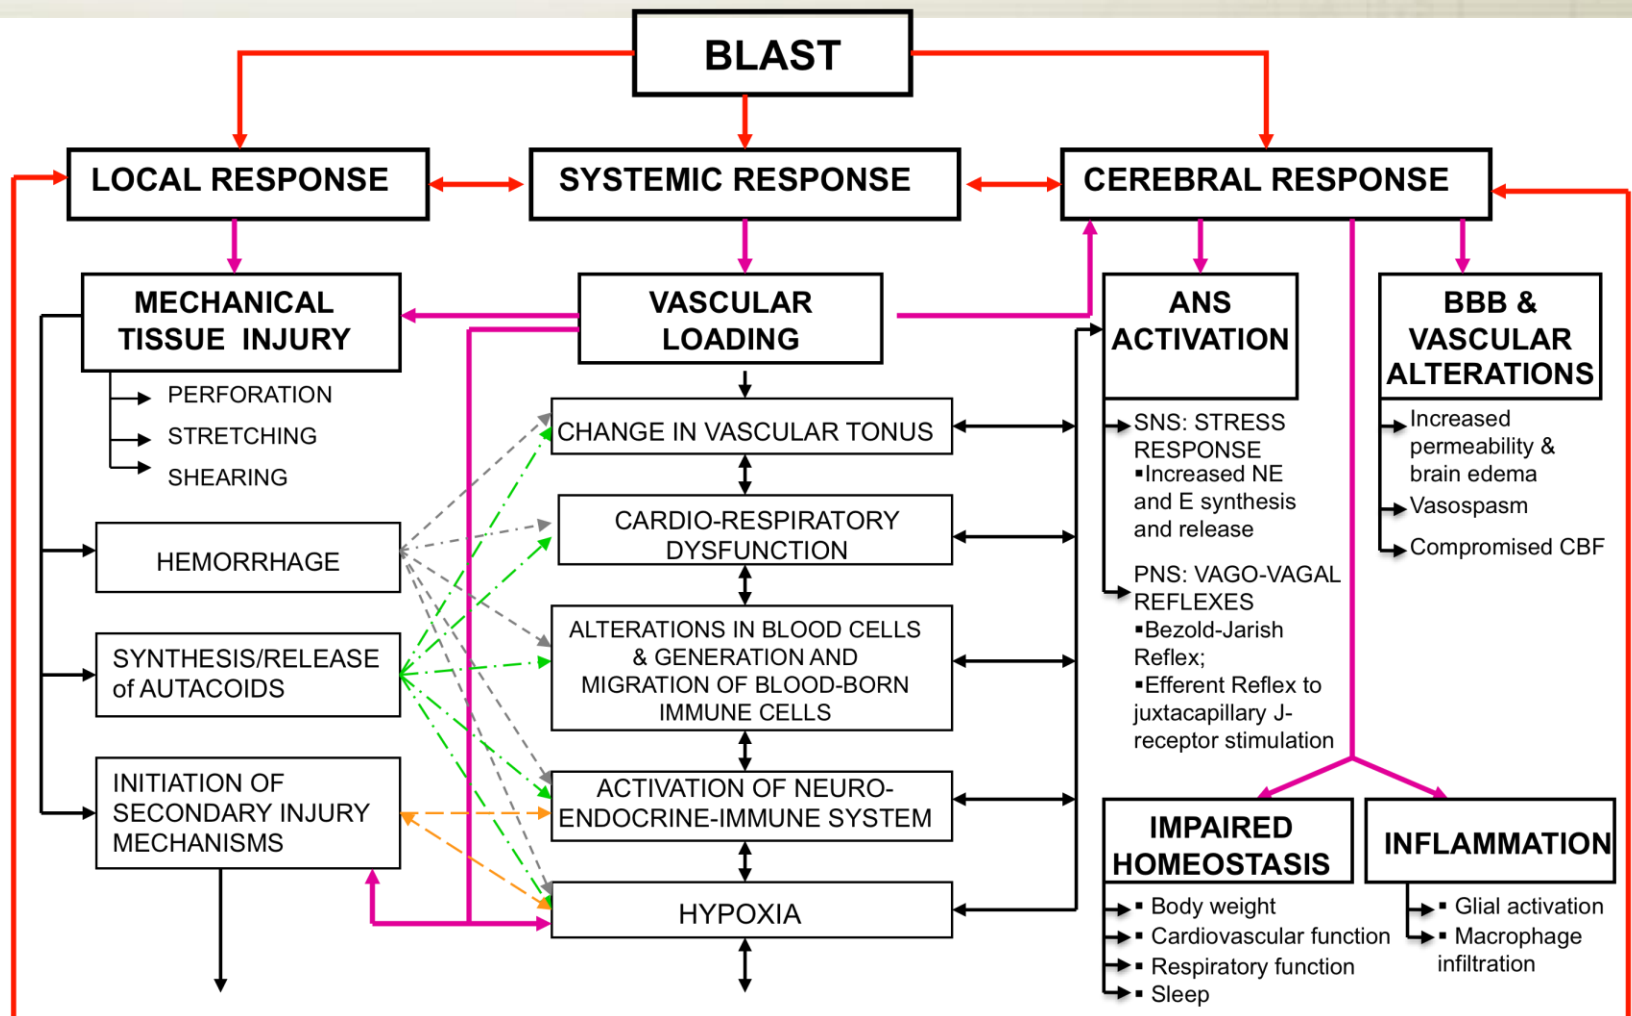 BLAST
LOCAL RESPONSE
SYSTEMIC RESPONSE
CEREBRAL RESPONSE
MECHANICAL
TISSUE INJURY
PERFORATION
STRETCHING
SHEARING
HEMORRHAGE
SYNTHESIS/RELEASE
of AUTACOIDS
INITIATION OF
SECONDARY INJURY
MECHANISMS
VASCULAR
LOADING
CHANGE IN VASCULAR TONUS
CARDIO-RESPIRATORY
DYSFUNCTION
ALTERATIONS IN BLOOD CELLS
& GENERATION AND
MIGRATION OF BLOOD-BORN
IMMUNE CELLS
ACTIVATION OF NEURO-
ENDOCRINE-IMMUNE SYSTEM
HYPOXIA
ANS
ACTIVATION
SNS: STRESS
RESPONSE
▪Increased NE
and E synthesis
and release
PNS: VAGO-VAGAL
REFLEXES
▪Bezold-Jarish
Reflex;
▪Efferent Reflex to
juxtacapillary J-
receptor stimulation
BBB &
VASCULAR
ALTERATIONS
Increased
permeability &
brain edema
Vasospasm
Compromised CBF
IMPAIRED
HOMEOSTASIS
▪ Body weight
▪ Cardiovascular function
▪ Respiratory function
▪ Sleep
INFLAMMATION
▪ Glial activation
▪ Macrophage
infiltration